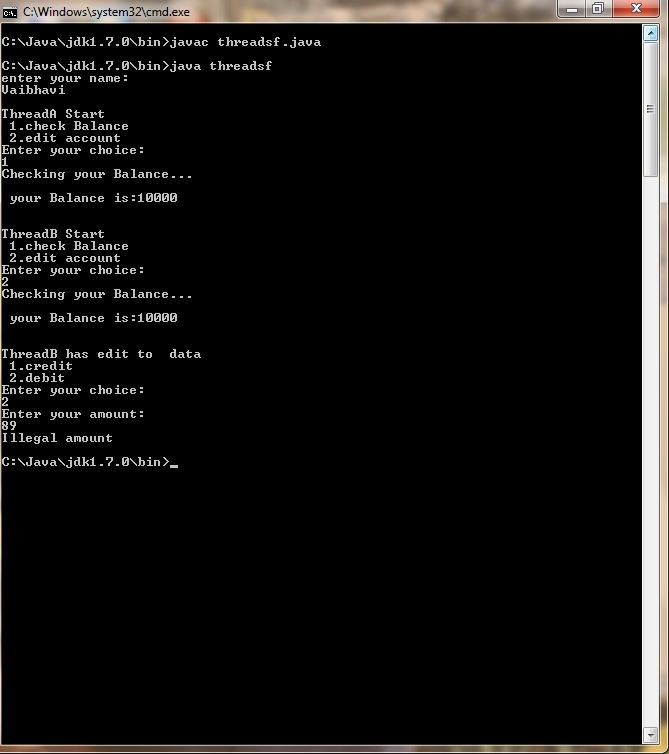 C:\Windows\system32\cmd.exe
C:\Java\jdk1.7.0\bin>javac threadsf.java
C:\Java\jdk1.7.0\bin>java threadsf
enter your name:
Vaibhavi
ThreadA Start
1.check Balance
2.edit account
Enter your choice:
1
Checking your Balance...
your Balance is:10000
ThreadB Start
1.check Balance
2.edit account
Enter your choice:
2
Checking your Balance...
your Balance is:10000
ThreadB has edit to  data
1.credit
2.debit
Enter your choice:
2
Enter your amount:
89
Illegal amount
C:\Java\jdk1.7.0\bin>_